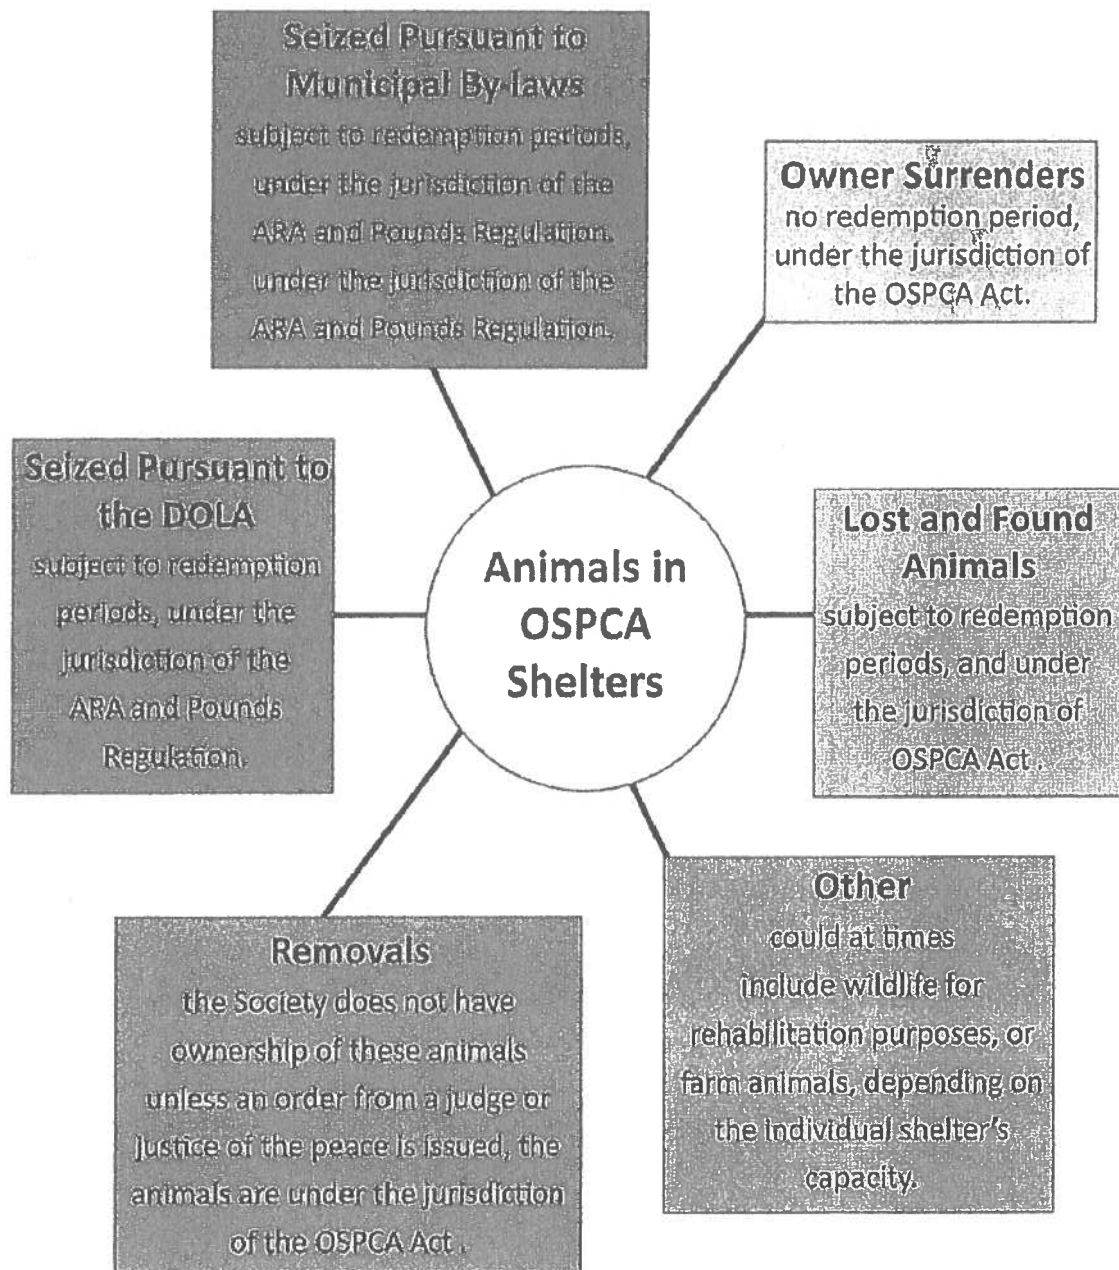 Seized Pursuant to
Municipal By-laws
subject to redemption periods,
under the jurisdiction of the
ARA and Pounds Regulation.
under the jurisdiction of the
ARA and Pounds Regulation.
Owner Surrenders
no redemption period,
under the jurisdiction of
the OSPCA Act.
Seized Pursuant to
the DOLA
subject to redemption
periods, under the
jurisdiction of the
ARA and Pounds
Regulation.
Animals in
OSPCA
Shelters
Lost and Found
Animals
subject to redemption
periods, and under
the jurisdiction of
OSPCA Act .
Removals
the Society does not have
ownership of these animals
unless an order from a judge or
justice of the peace is issued, the
animals are under the jurisdiction
of the OSPCA Act .
Other
could at times
include wildlife for
rehabilitation purposes, or
farm animals, depending on
the individual shelter's
capacity.